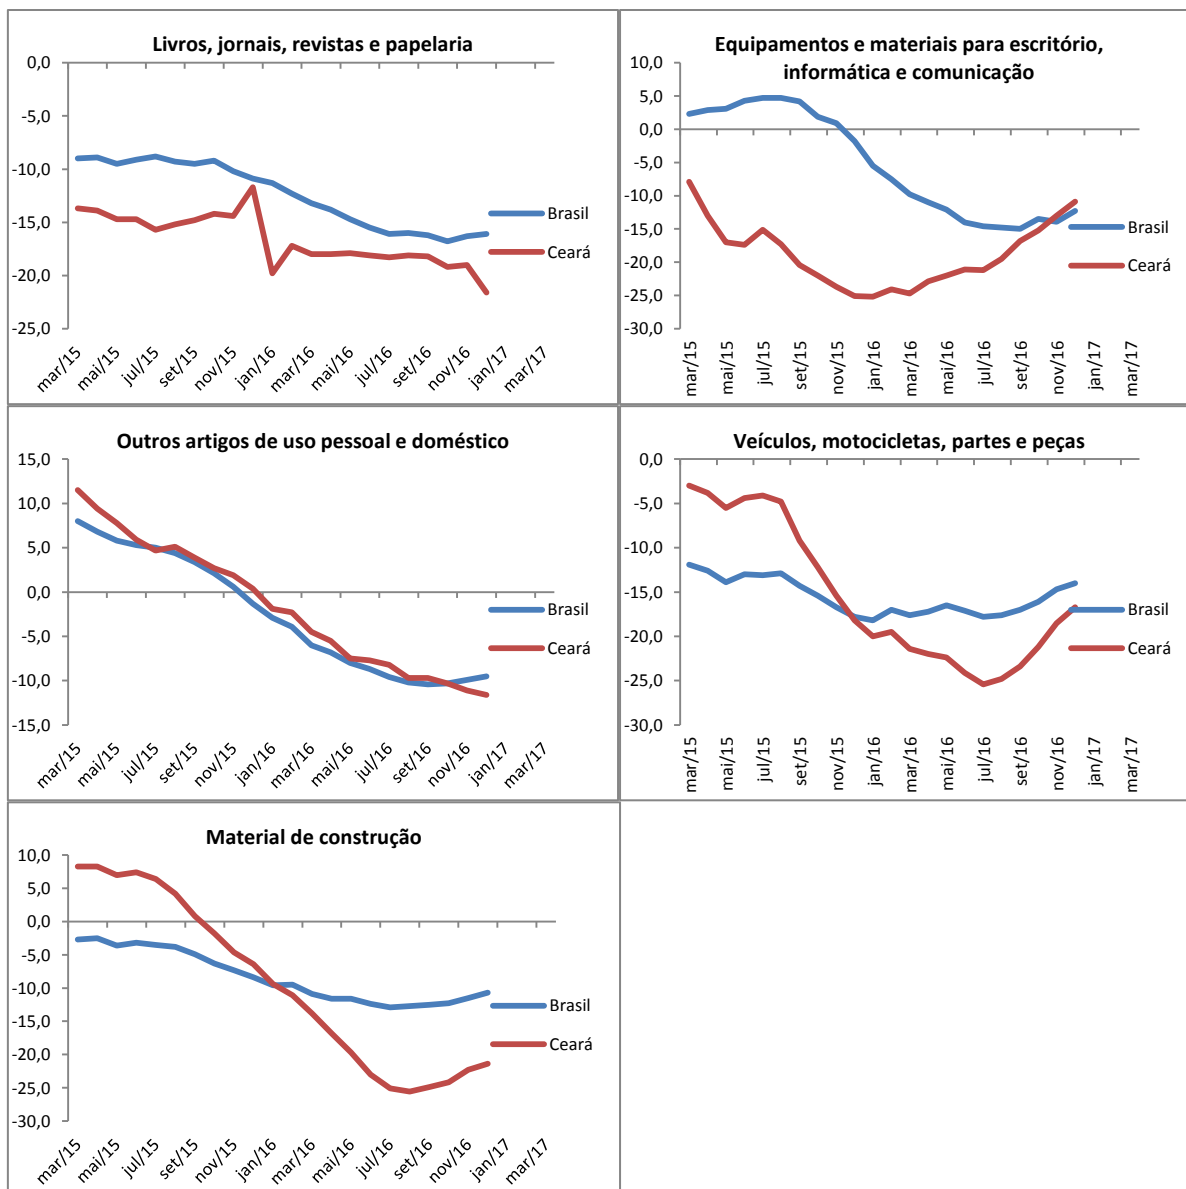 Livros, jornais, revistas e papelaria
0,0
-5,0
-10,0
-15,0
-20,0
-25,0
Brasil
Ceará
mar/15 mai/15 jul/15 set/15 nov/15 jan/16 mar/16 mai/16 jul/16 set/16 nov/16 jan/17 mar/17
Equipamentos e materiais para escritório,
informática e comunicação
10,0
5,0
0,0
-5,0
-10,0
-15,0
-20,0
-25,0
-30,0
Brasil
Ceará
mar/15 mai/15 jul/15 set/15 nov/15 jan/16 mar/16 mai/16 jul/16 set/16 nov/16 jan/17 mar/17
Outros artigos de uso pessoal e doméstico
15,0
10,0
5,0
0,0
-5,0
-10,0
-15,0
Brasil
Ceará
mar/15 mai/15 jul/15 set/15 nov/15 jan/16 mar/16 mai/16 jul/16 set/16 nov/16 jan/17 mar/17
Veículos, motocicletas, partes e peças
0,0
-5,0
-10,0
-15,0
-20,0
-25,0
-30,0
Brasil
Ceará
mar/15 mai/15 jul/15 set/15 nov/15 jan/16 mar/16 mai/16 jul/16 set/16 nov/16 jan/17 mar/17
Material de construção
10,0
5,0
0,0
-5,0
-10,0
-15,0
-20,0
-25,0
-30,0
Brasil
Ceará
mar/15 mai/15 jul/15 set/15 nov/15 jan/16 mar/16 mai/16 jul/16 set/16 nov/16 jan/17 mar/17